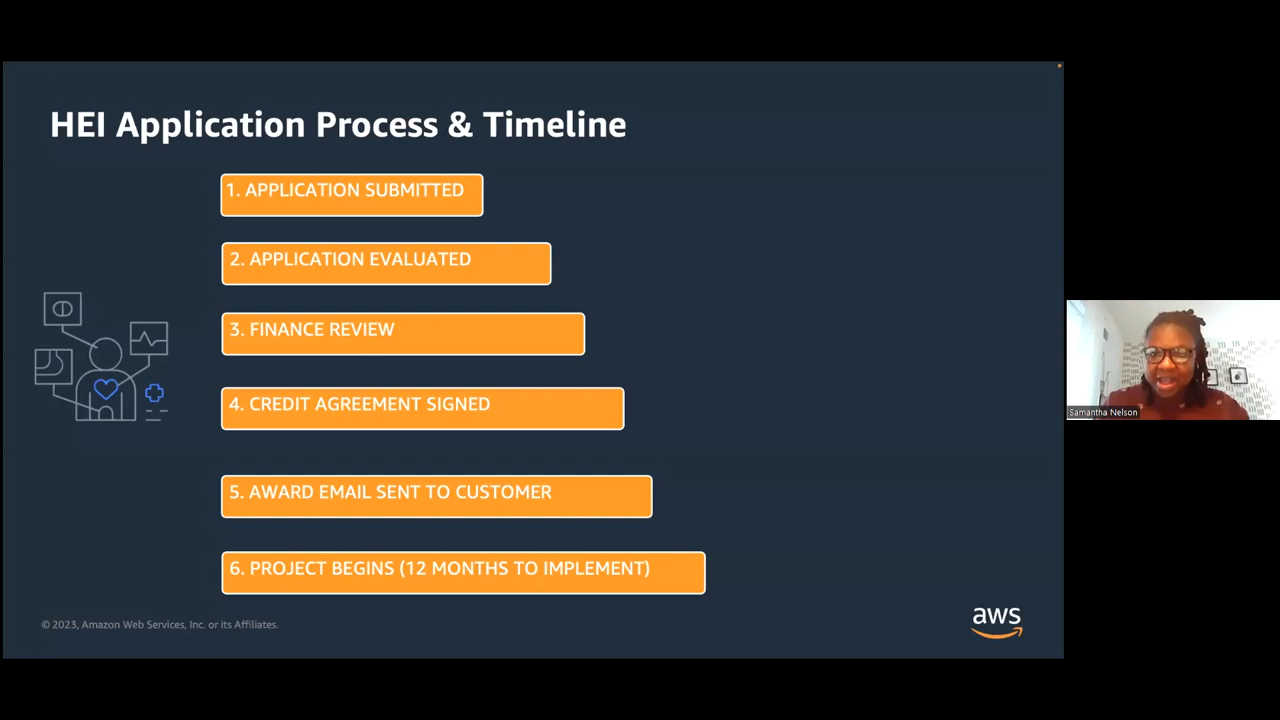 HEI Application Process & Timeline
1. APPLICATION SUBMITTED
2. APPLICATION EVALUATED
3. FINANCE REVIEW
4. CREDIT AGREEMENT SIGNED
5. AWARD EMAIL SENT TO CUSTOMER
6. PROJECT BEGINS (12 MONTHS TO IMPLEMENT)
© 2023, Amazon Web Services, Inc. or its Affiliates.
aws
Samantha Nelson